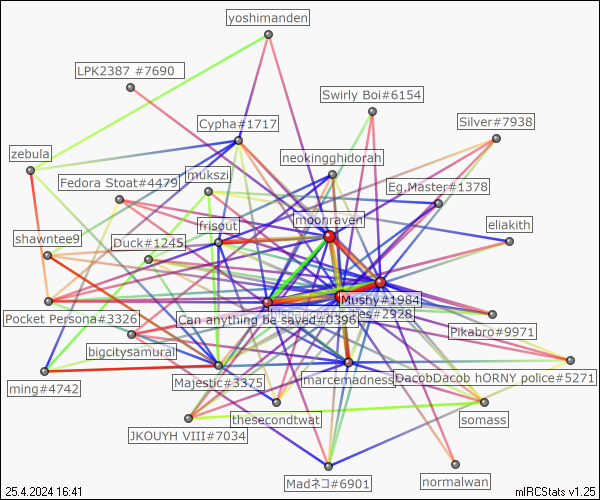 yoshimanden
LPK2387 #7690
Swirly Boi#6154
Silver#7938
Cypha#1717
zebula
neokingghidorah
mukszi
Fedora Stoat#4479
Eg.Master#1378
moonraven
frisout
eliakith
shawntee9
Duck#1245
Mushy#1984
Pocket Persona#3326
Can anything be saved#0396
es#2928
Pikabro#9971
bigcitysamurai
ming#4742
Majestic#3375
marcemadness
DacobDacob hORNY police#5271
JKOUYH VIII#7034
thesecondtwat
somass
Madネコ#6901
normalwan
25.4.2024 16:41
mIRCStats v1.25